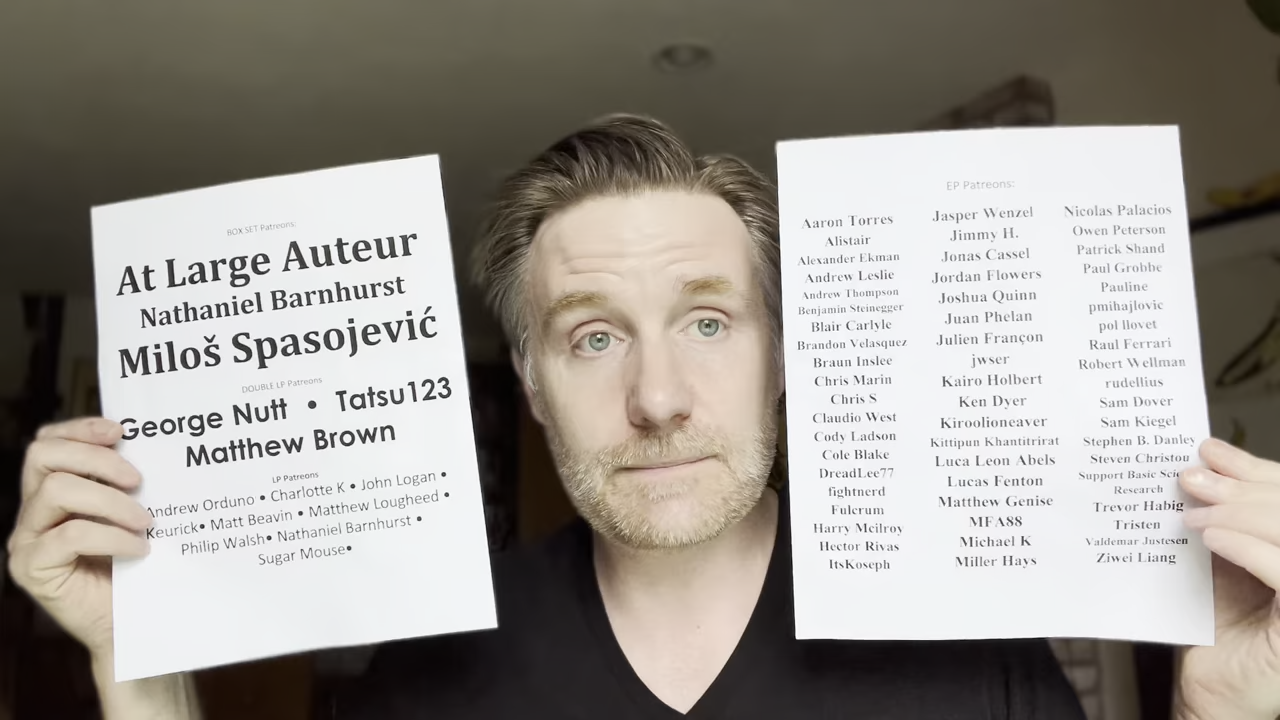 BOX SET Patreons:
At Large Auteur
Nathaniel Barnhurst
Miloš Spasojević
DOUBLE LP Patreons
George Nutt • Tatsu123
Matthew Brown
LP Patreons
Andrew Orduno • Charlotte K • John Logan •
Keurick• Matt Beavin • Matthew Lougheed •
Philip Walsh• Nathaniel Barnhurst •
Sugar Mouse•
EP Patreons:
Aaron Torres
Alistair
Alexander Ekman
Andrew Leslie
Andrew Thompson
Benjamin Steinegger
Blair Carlyle
Brandon Velasquez
Braun Inslee
Chris Marin
Chris S
Claudio West
Cody Ladson
Cole Blake
DreadLee77
fightnerd
Fulcrum
Harry Mcilroy
Hector Rivas
ItsKoseph
Jasper Wenzel
Jimmy H.
Jonas Cassel
Jordan Flowers
Joshua Quinn
Juan Phelan
Julien Françon
jwser
Kairo Holbert
Ken Dyer
Kiroolioneaver
Kittipun Khantitrirat
Luca Leon Abels
Lucas Fenton
Matthew Genise
MFA88
Michael K
Miller Hays
Nicolas Palacios
Owen Peterson
Patrick Shand
Paul Grobbe
Pauline
pmihajlovic
pol llovet
Raul Ferrari
Robert Wellman
rudellius
Sam Dover
Sam Kiegel
Stephen B. Danley
Steven Christou
Support Basic
Research
Trevor Habig
Tristen
Valdemar Justesen
Ziwei Liang